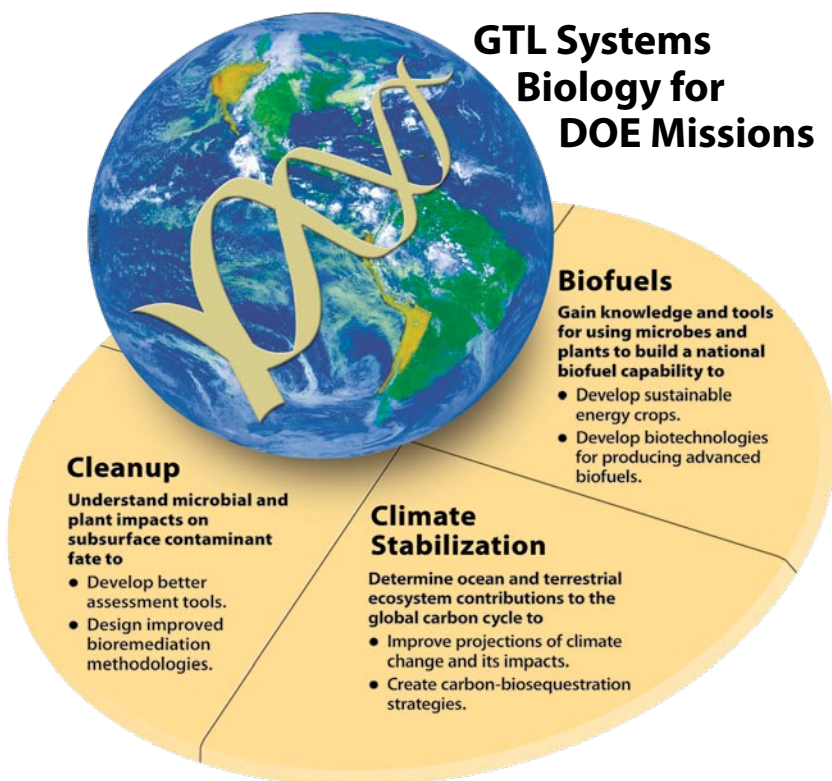 GTL Systems
Biology for
DOE Missions
Biofuels
Gain knowledge and tools
for using microbes and
plants to build a national
biofuel capability to
• Develop sustainable
energy crops.
• Develop biotechnologies
for producing advanced
biofuels.
Cleanup
Understand microbial and
plant impacts on
subsurface contaminant
fate to
• Develop better
assessment tools.
• Design improved
bioremediation
methodologies.
Climate
Stabilization
Determine ocean and terrestrial
ecosystem contributions to the
global carbon cycle to
• Improve projections of climate
change and its impacts.
• Create carbon-biosequestration
strategies.